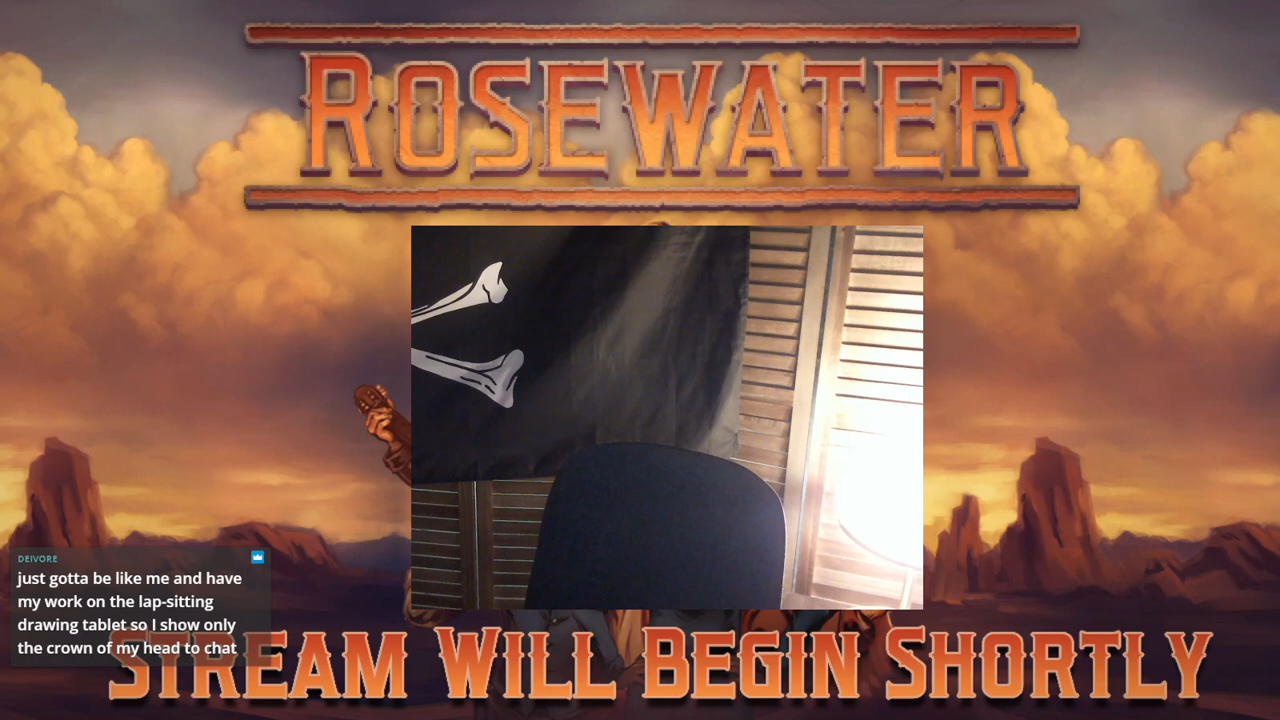 ROSEWATER
DEIVORE
just gotta be like me and have
my work on the lap-sitting
drawing tablet so I show only
the crown of my head to chat
STREAM WILL BEGIN SHORTLY